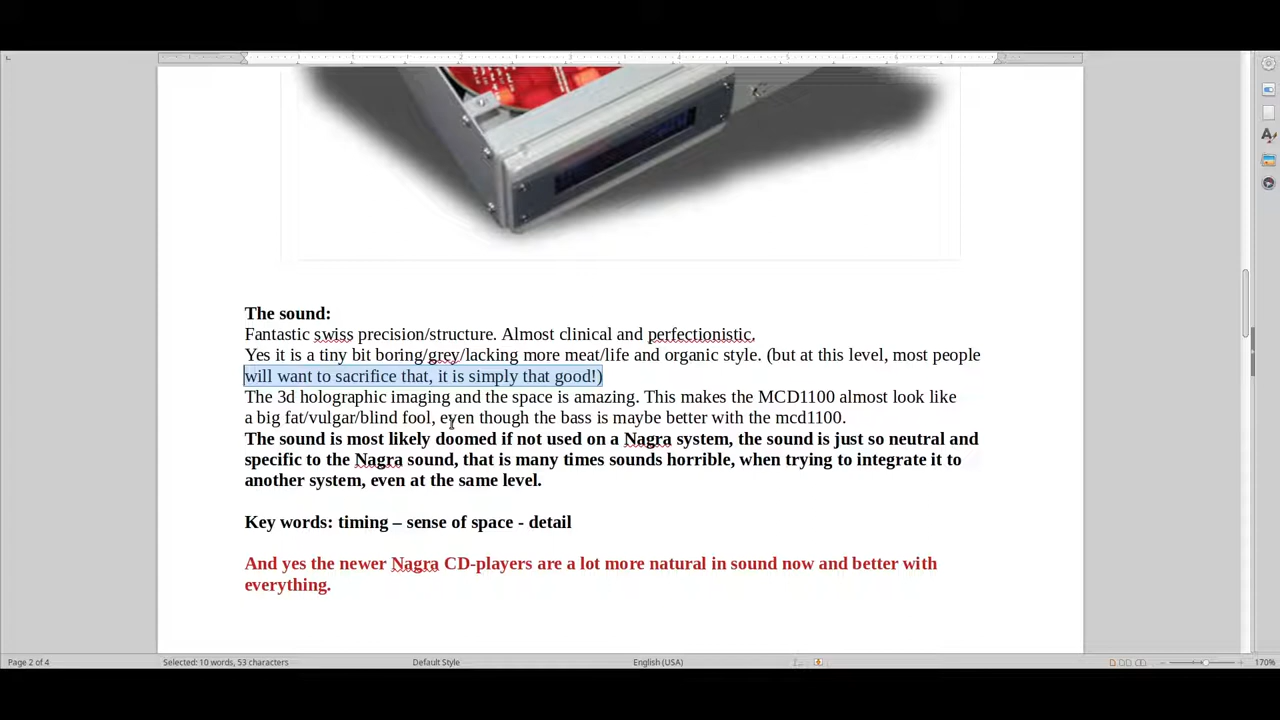 The sound:
Fantastic swiss precision/structure. Almost clinical and perfectionistic.
Yes it is a tiny bit boring/grey/lacking more meat/life and organic style. (but at this level, most people
will want to sacrifice that, it is simply that good!)
The 3d holographic imaging and the space is amazing. This makes the MCD1100 almost look like
a big fat/vulgar/blind fool, even though the bass is maybe better with the mcd1100.
The sound is most likely doomed if not used on a Nagra system, the sound is just so neutral and
specific to the Nagra sound, that is many times sounds horrible, when trying to integrate it to
another system, even at the same level.
Key words: timing – sense of space - detail
And yes the newer Nagra CD-players are a lot more natural in sound now and better with
everything.
Page 2 of 4
Selected: 10 words, 53 characters
Default Style
English (USA)
170%